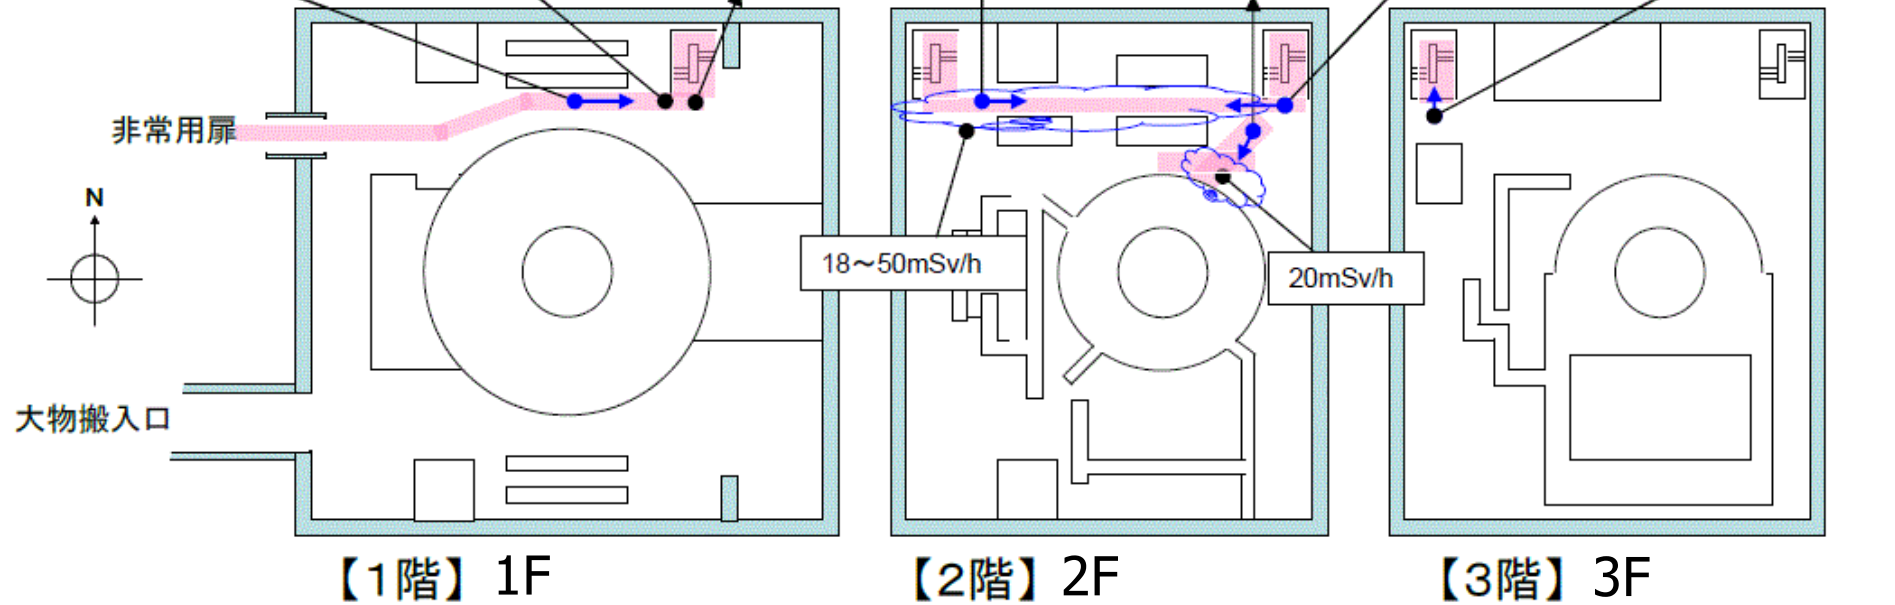 非常用扉
N
18～50mSv/h
20mSv/h
大物搬入口
【1階】 1F
【2階】 2F
【3階】 3F